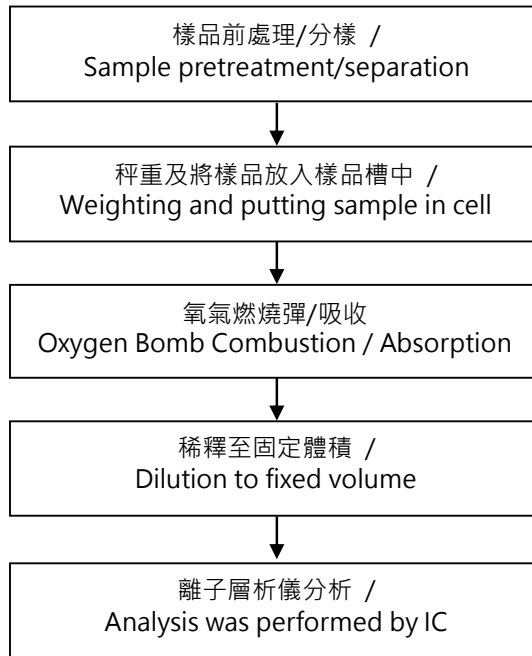 樣品前處理/分樣 /
Sample pretreatment/separation
秤重及將樣品放入樣品槽中 /
Weighting and putting sample in cell
氧氣燃燒彈/吸收
Oxygen Bomb Combustion / Absorption
稀釋至固定體積 /
Dilution to fixed volume
離子層析儀分析 /
Analysis was performed by IC